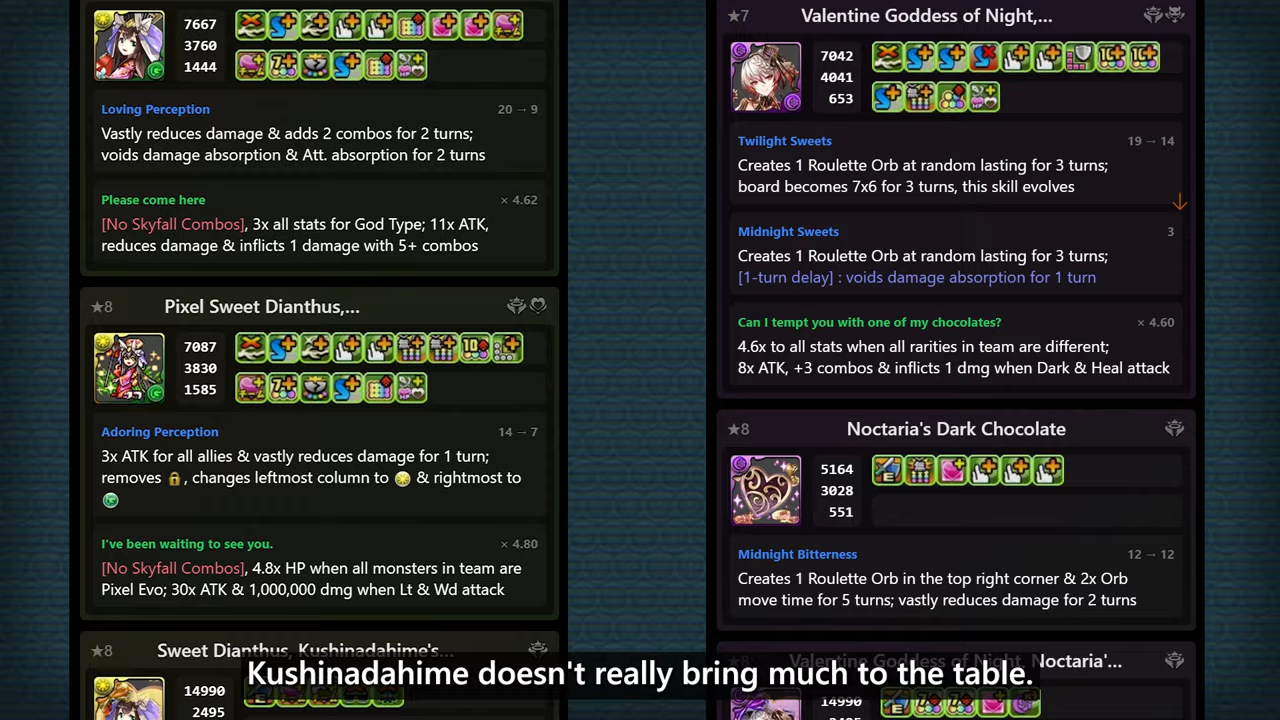 7667
3760
1444
Loving Perception 20 → 9
Vastly reduces damage & adds 2 combos for 2 turns;
voids damage absorption & Att. absorption for 2 turns
Please come here × 4.62
[No Skyfall Combos], 3x all stats for God Type; 11x ATK,
reduces damage & inflicts 1 damage with 5+ combos
★8 Pixel Sweet Dianthus,...
7087
3830
1585
Adoring Perception 14 → 7
3x ATK for all allies & vastly reduces damage for 1 turn;
removes , changes leftmost column to & rightmost to
I've been waiting to see you. × 4.80
[No Skyfall Combos], 4.8x HP when all monsters in team are
Pixel Evo; 30x ATK & 1,000,000 dmg when Lt & Wd attack
★8 Sweet Dianthus, Kushinadahime's...
14990
2495
★7 Valentine Goddess of Night,...
7042
4041
653
Twilight Sweets 19 → 14
Creates 1 Roulette Orb at random lasting for 3 turns;
board becomes 7x6 for 3 turns, this skill evolves
Midnight Sweets 3
Creates 1 Roulette Orb at random lasting for 3 turns;
[1-turn delay] : voids damage absorption for 1 turn
Can I tempt you with one of my chocolates? × 4.60
4.6x to all stats when all rarities in team are different;
8x ATK, +3 combos & inflicts 1 dmg when Dark & Heal attack
★8 Noctaria's Dark Chocolate
5164
3028
551
Midnight Bitterness 12 → 12
Creates 1 Roulette Orb in the top right corner & 2x Orb
move time for 5 turns; vastly reduces damage for 2 turns
★8 Valentine Goddess of Night, Noctaria'...
14990
Kushinadahime doesn't really bring much to the table.